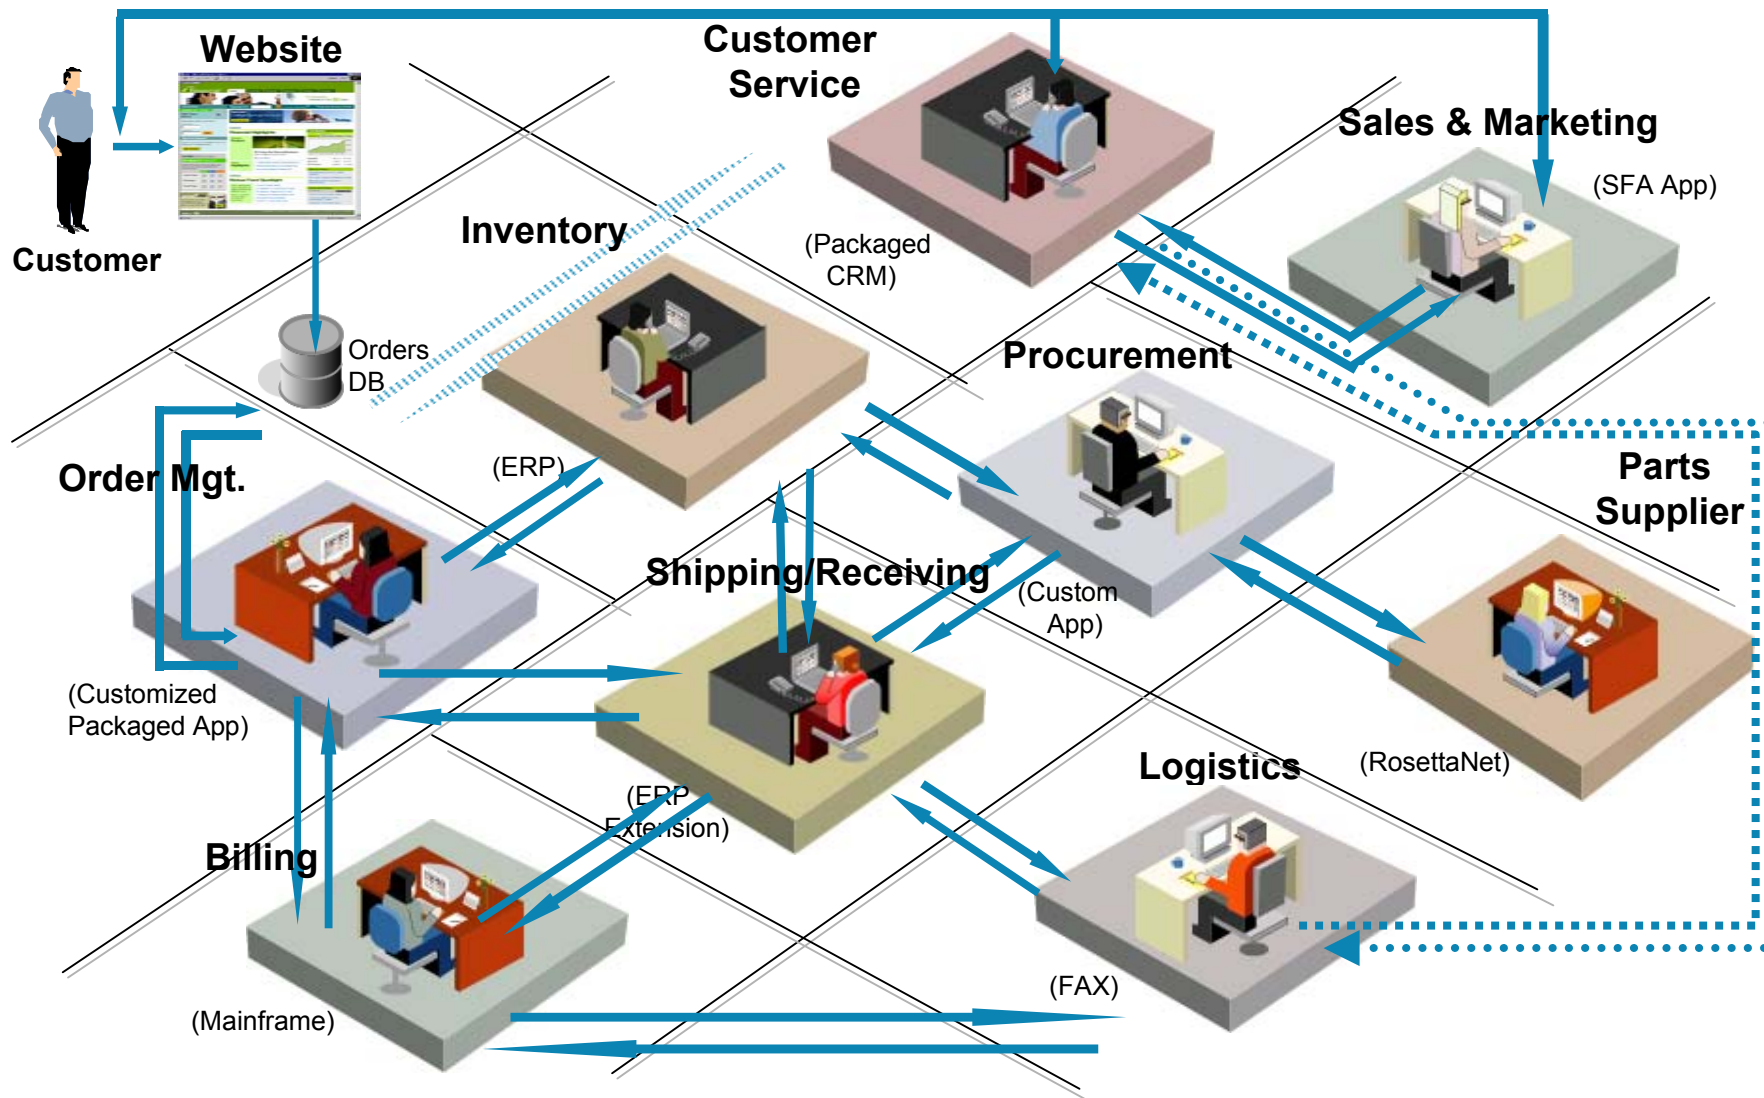 Website
Customer
Service
Sales & Marketing
(SFA App)
Customer
Inventory
(Packaged
CRM)
Orders
DB
Procurement
(ERP)
Order Mgt.
Parts
Supplier
Shipping/Receiving
(Custom
App)
(Customized
Packaged App)
Logistics
(RosettaNet)
(ERP
Extension)
Billing
(FAX)
(Mainframe)